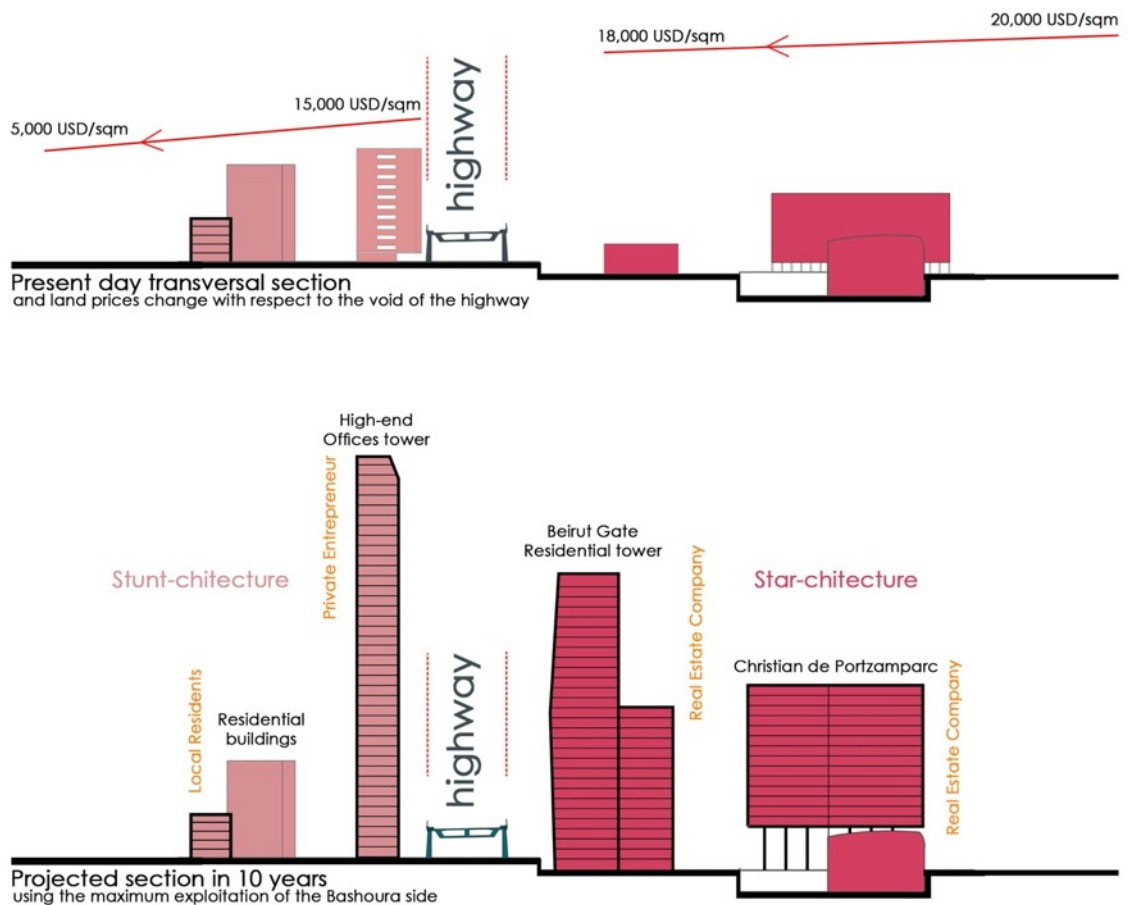 20,000 USD/sqm
18,000 USD/sqm
highway
15,000 USD/sqm
5,000 USD/sqm
Present day transversal section
and land prices change with respect to the void of the highway
High-end
Offices tower
Private Entrepreneur
Beirut Gate
Residential tower
Real Estate Company
Stunt-chitecture
Star-chitecture
Christian de Portzamparc
Real Estate Company
Local Residents
Residential
buildings
highway
Projected section in 10 years
using the maximum exploitation of the Bashoura side